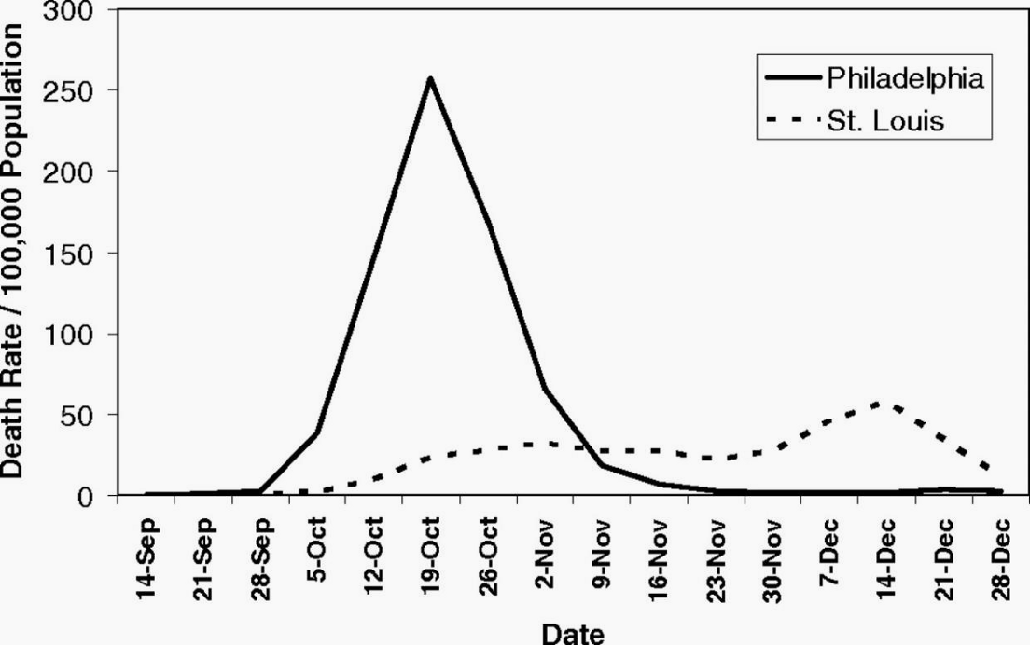 300
250
200
150
100
50
0
Death Rate / 100,000 Population
Philadelphia
St. Louis
14-Sep
21-Sep
28-Sep
5-Oct
12-Oct
19-Oct
26-Oct
2-Nov
9-Nov
16-Nov
23-Nov
30-Nov
7-Dec
14-Dec
21-Dec
28-Dec
Date